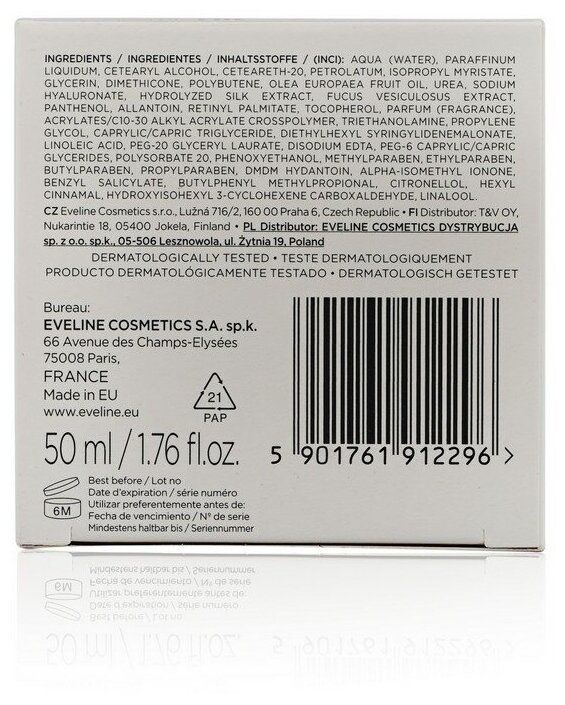 INGREDIENTS / INGREDIENTES / INHALTSSTOFFE / (INCI): AQUA (WATER), PARAFFINUM
LIQUIDUM, CETEARYL ALCOHOL, CETEARETH-20, PETROLATUM, ISOPROPYL MYRISTATE,
GLYCERIN, DIMETHICONE, POLYBUTENE, OLEA EUROPAEA FRUIT OIL, UREA, SODIUM
HYALURONATE, HYDROLYZED SILK EXTRACT, FUCUS VESICULOSUS EXTRACT,
PANTHENOL, ALLANTOIN, RETINYL PALMITATE, TOCOPHEROL, PARFUM (FRAGRANCE),
ACRYLATES/C10-30 ALKYL ACRYLATE CROSSPOLYMER, TRIETHANOLAMINE, PROPYLENE
GLYCOL, CAPRYLIC/CAPRIC TRIGLYCERIDE, DIETHYLHEXYL SYRINGYLIDENEMALONATE,
LINOLEIC ACID, PEG-20 GLYCERYL LAURATE, DISODIUM EDTA, PEG-6 CAPRYLIC/CAPRIC
GLYCERIDES, POLYSORBATE 20, PHENOXYETHANOL, METHYLPARABEN, ETHYLPARABEN,
BUTYLPARABEN, PROPYLPARABEN, DMDM HYDANTOIN, ALPHA-ISOMETHYL IONONE,
BENZYL SALICYLATE, BUTYLPHENYL METHYLPROPIONAL, CITRONELLOL, HEXYL
CINNAMAL, HYDROXYISOHEXYL 3-CYCLOHEXENE CARBOXALDEHYDE, LINALOOL.
CZ Eveline Cosmetics s.r.o., Lužná 716/2, 160 00 Praha 6, Czech Republic • FI Distributor: T&V OY,
Nukarintie 18, 05400 Jokela, Finland • PL Distributor: EVELINE COSMETICS DYSTRYBUCJA
sp. z o.o. sp.k., 05-506 Lesznowola, ul. Żytnia 19, Poland
DERMATOLOGICALLY TESTED • TESTE DERMATOLOGIQUEMENT
PRODUCTO DERMATOLÓGICAMENTE TESTADO • DERMATOLOGISCH GETESTET
Bureau:
EVELINE COSMETICS S.A. sp.k.
66 Avenue des Champs-Elysées
75008 Paris,
FRANCE
Made in EU
www.eveline.eu
21
PAP
50 ml / 1.76 fl.oz.
5 901761 912296 >
6M
Best before / Lot no
Date d'expiration / série numéro
Utilizar preferentemente antes de:
Fecha de vencimiento / N° de serie
Mindestens haltbar bis / Seriennummer